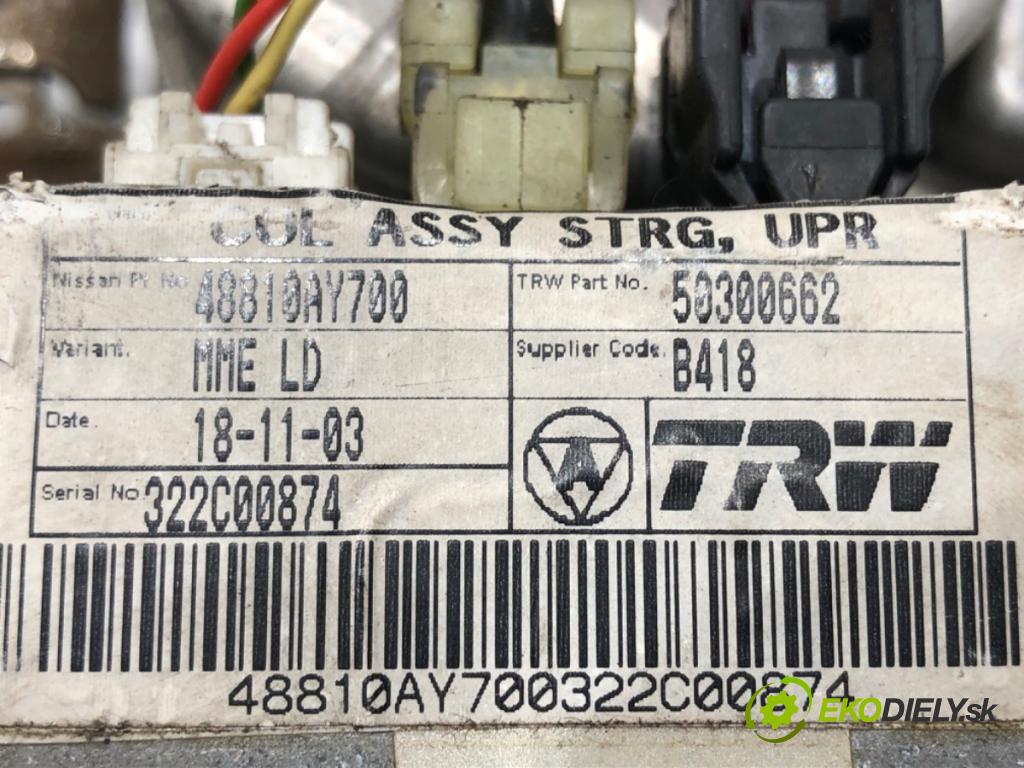 COL ASSY STRG, UPR
Nissan Pt No. 48810AY700
TRW Part No. 50300662
Variant. MME LD
Supplier Code. B418
Date. 18-11-03
TRW
Serial No. 322C00874
48810AY700322C00874
EKODIELY.sk